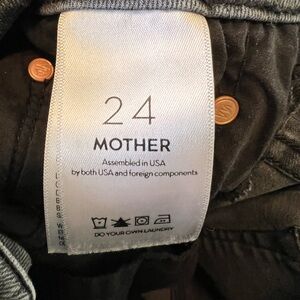 24
MOTHER
Assembled in USA
by both USA and foreign components
DO YOUR OWN LAUNDRY